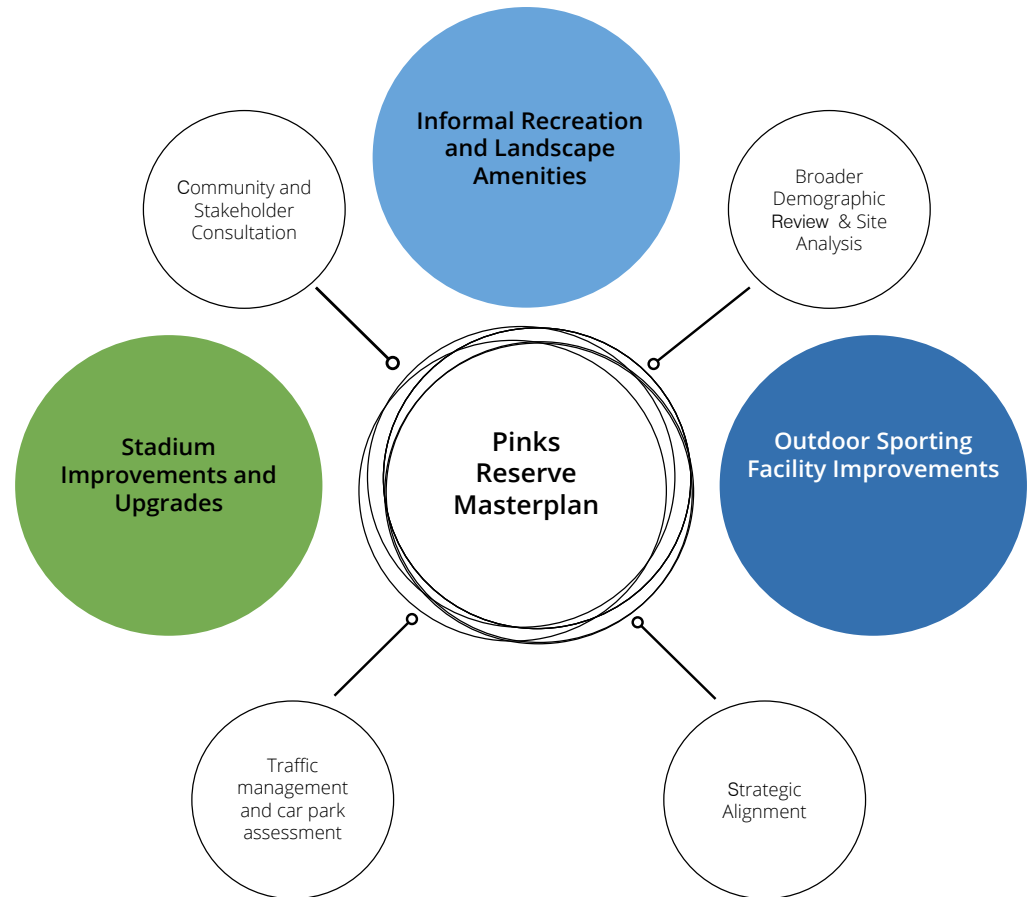 Informal Recreation
and Landscape
Amenities
Community and
Stakeholder
Consultation
Broader
Demographic
Review & Site
Analysis
Stadium
Improvements and
Upgrades
Pinks
Reserve
Masterplan
Outdoor Sporting
Facility Improvements
Traffic
management
and car park
assessment
Strategic
Alignment